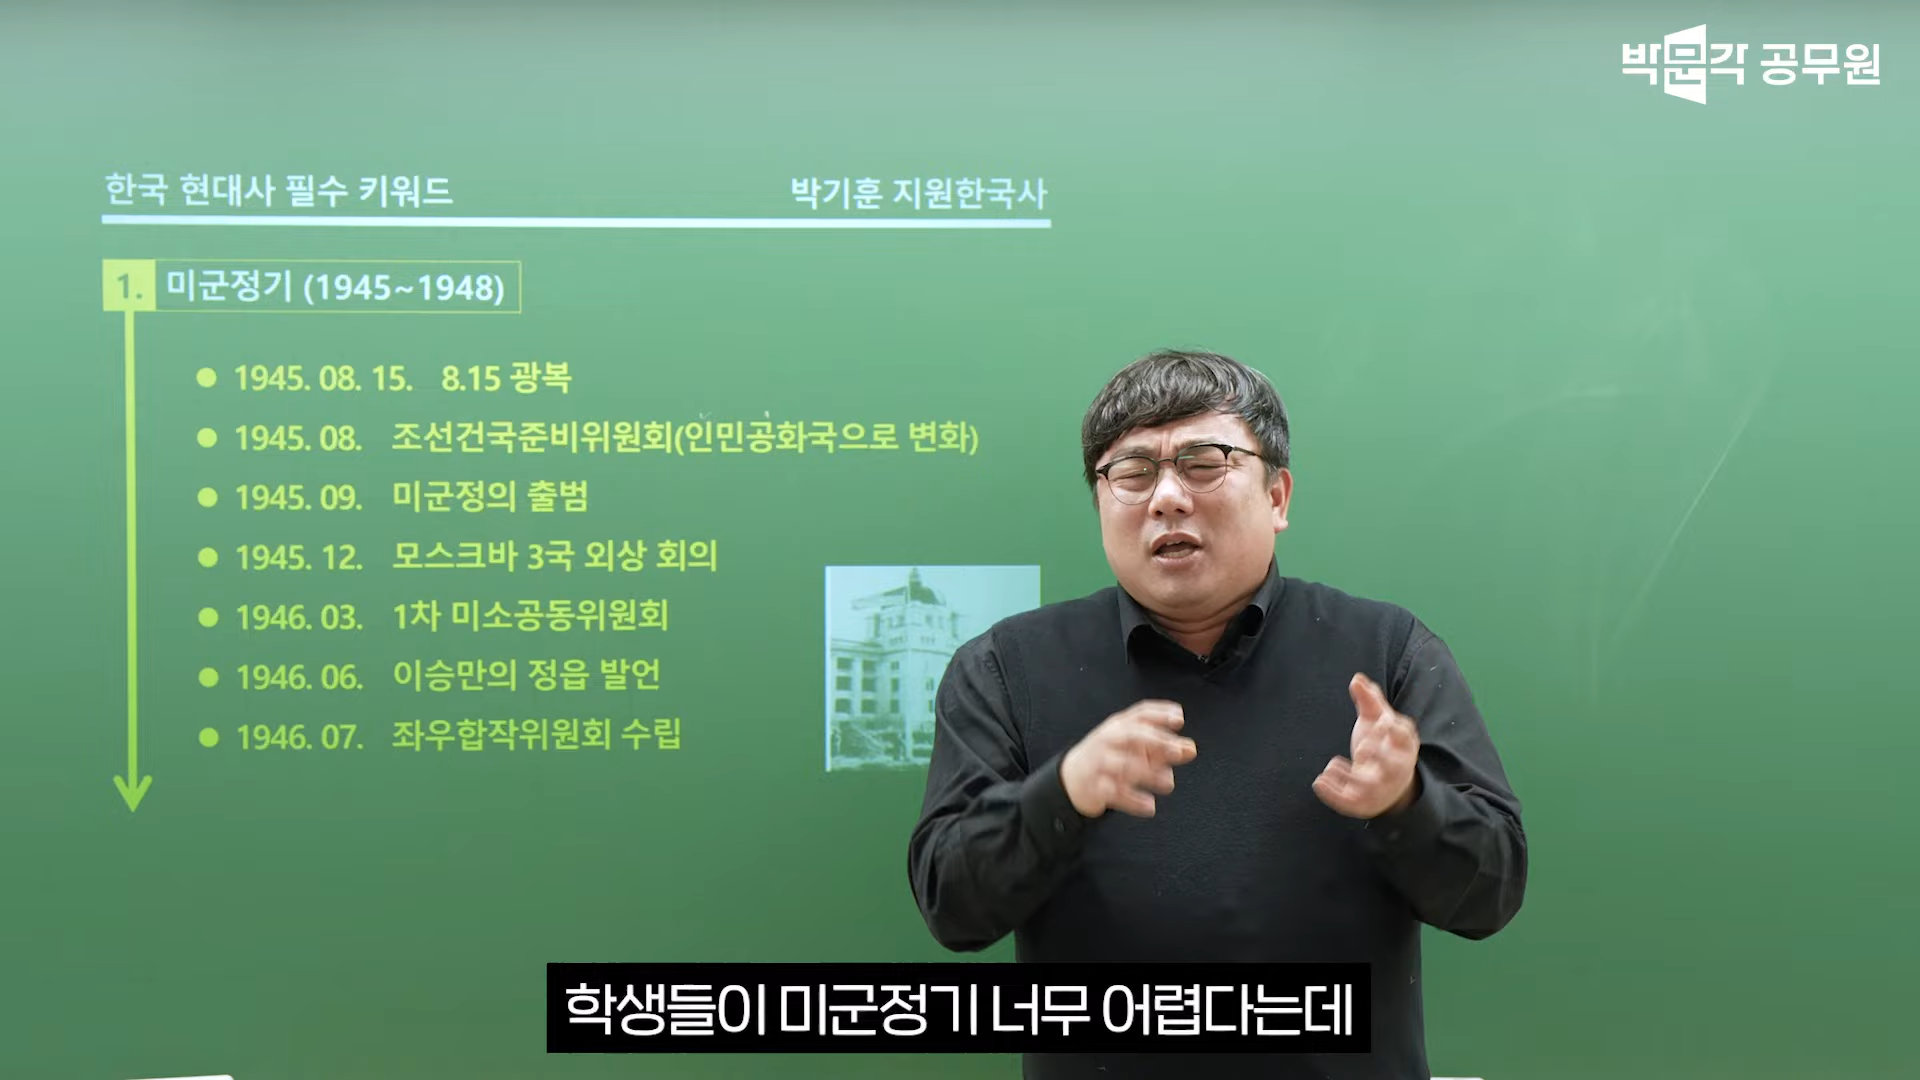 박문각 공무원
한국 현대사 필수 키워드 박기훈 지원한국사
1. 미군정기 (1945~1948)
● 1945. 08. 15. 8.15 광복
● 1945. 08. 조선건국준비위원회(인민공화국으로 변화)
● 1945. 09. 미군정의 출범
● 1945. 12. 모스크바 3국 외상 회의
● 1946. 03. 1차 미소공동위원회
● 1946. 06. 이승만의 정읍 발언
● 1946. 07. 좌우합작위원회 수립
학생들이 미군정기 너무 어렵다는데